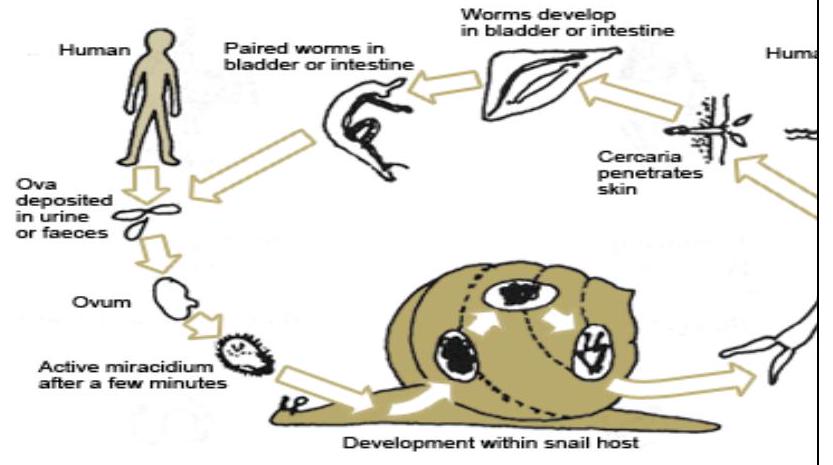 Human
Paired worms in
bladder or intestine
Worms develop
in bladder or intestine
Cercaria
penetrates
skin
Ova
deposited
in urine
or faeces
Ovum
Active miracidium
after a few minutes
Development within snail host